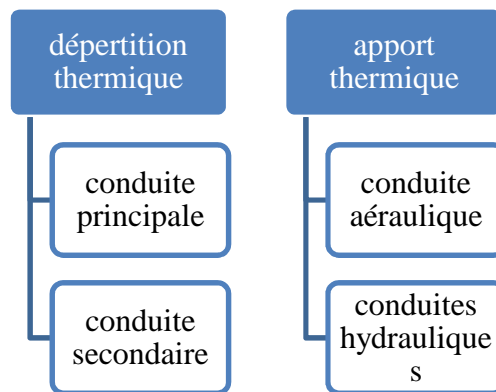 dépertition
thermique
conduite
principale
conduite
secondaire
apport
thermique
conduite
aéraulique
conduites
hydraulique
s